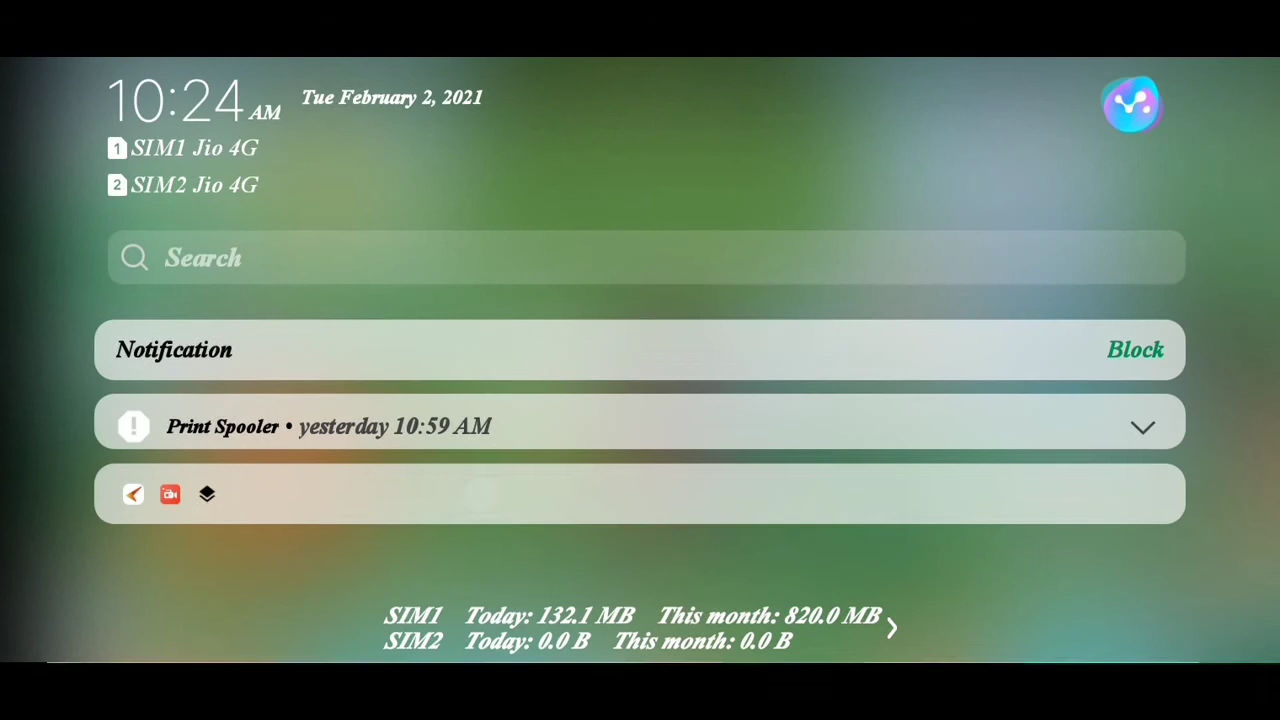 10:24 AM Tue February 2, 2021
1 SIM1 Jio 4G
2 SIM2 Jio 4G
Search
Notification Block
Print Spooler • yesterday 10:59 AM
SIM1 Today: 132.1 MB This month: 820.0 MB
SIM2 Today: 0.0 B This month: 0.0 B